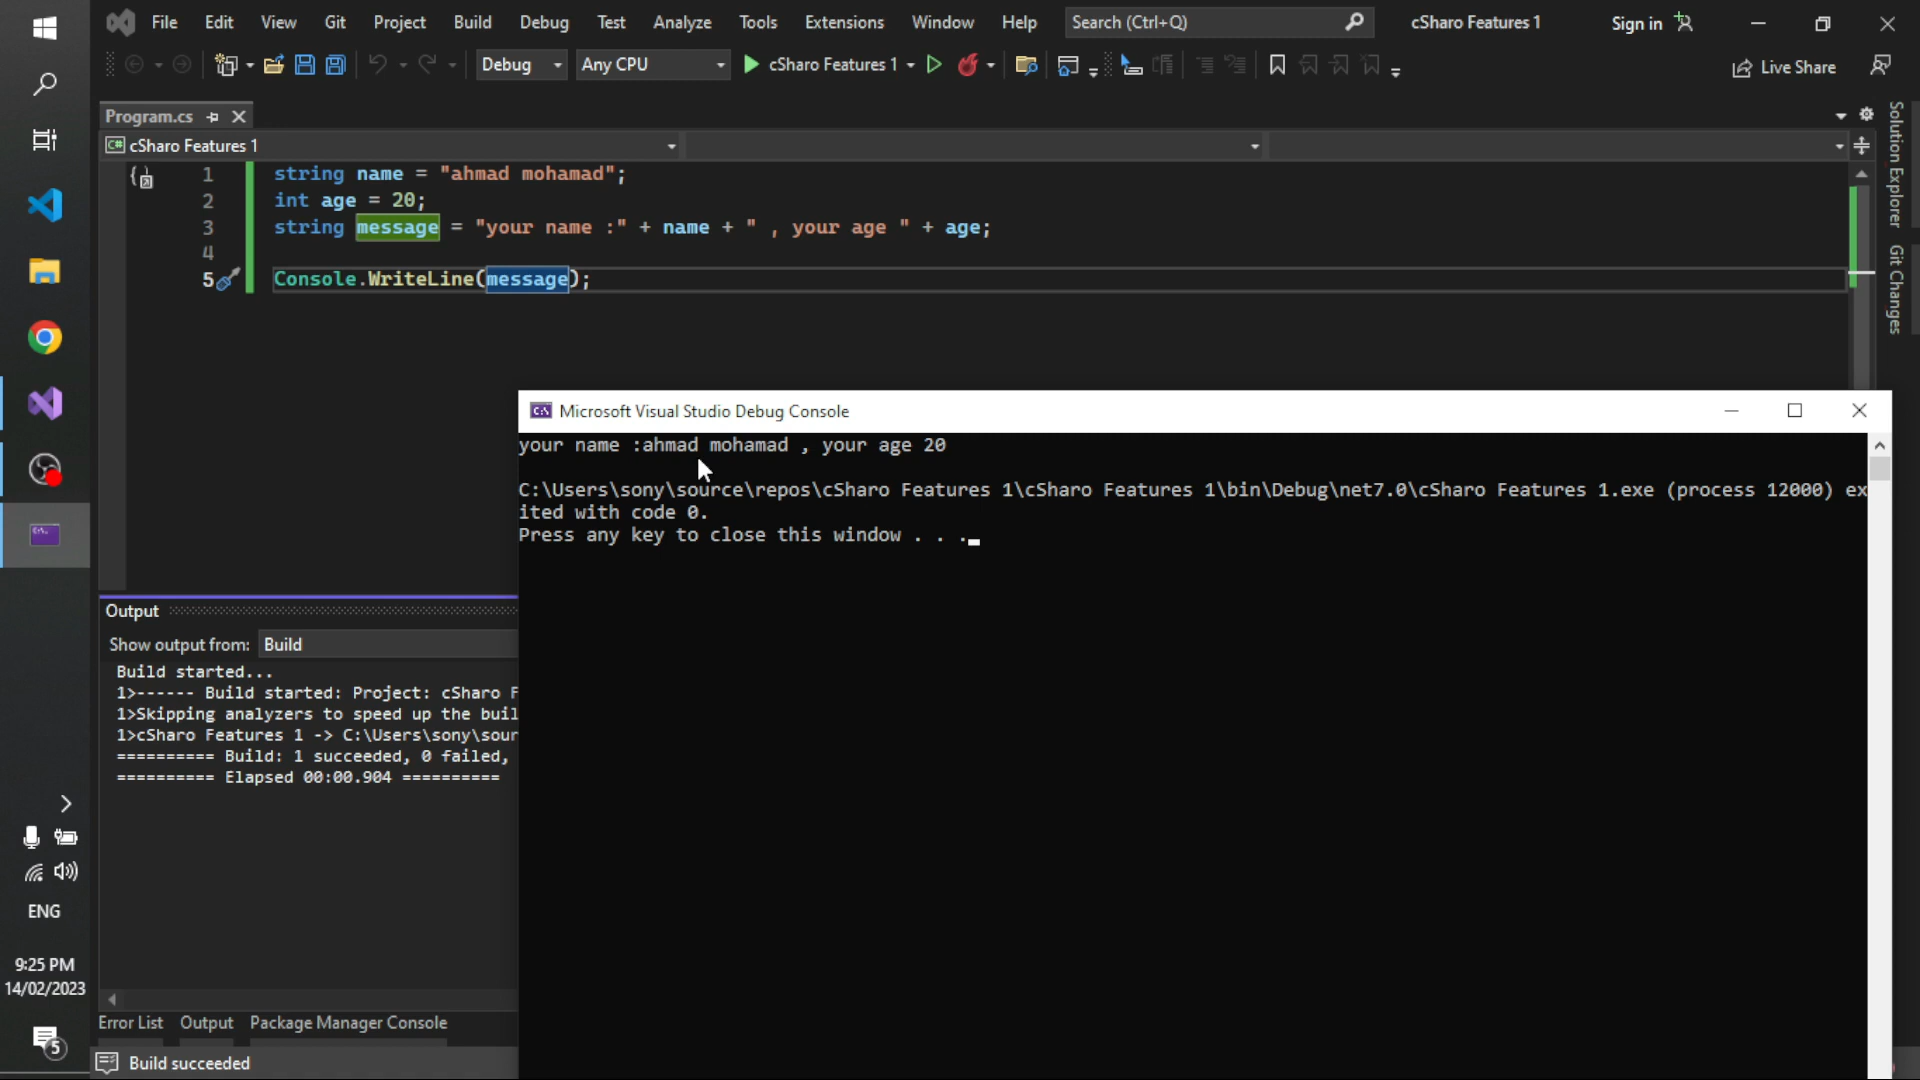 File Edit View Git Project Build Debug Test Analyze Tools Extensions Window Help Search (Ctrl+Q) cSharo Features 1 Sign in
Debug Any CPU cSharo Features 1 Live Share
Program.cs
C# cSharo Features 1
1 string name = "ahmad mohamad";
2 int age = 20;
3 string message = "your name :" + name + " , your age " + age;
4
5 Console.WriteLine(message);
Solution Explorer
Git Changes
Microsoft Visual Studio Debug Console
your name :ahmad mohamad , your age 20
C:\Users\sony\source\repos\cSharo Features 1\cSharo Features 1\bin\Debug\net7.0\cSharo Features 1.exe (process 12000) ex
ited with code 0.
Press any key to close this window . . .
Output
Show output from: Build
Build started...
1>------ Build started: Project: cSharo F
1>Skipping analyzers to speed up the buil
1>cSharo Features 1 -> C:\Users\sony\sour
========== Build: 1 succeeded, 0 failed,
========== Elapsed 00:00.904 ==========
Error List Output Package Manager Console
Build succeeded
ENG
9:25 PM
14/02/2023
5